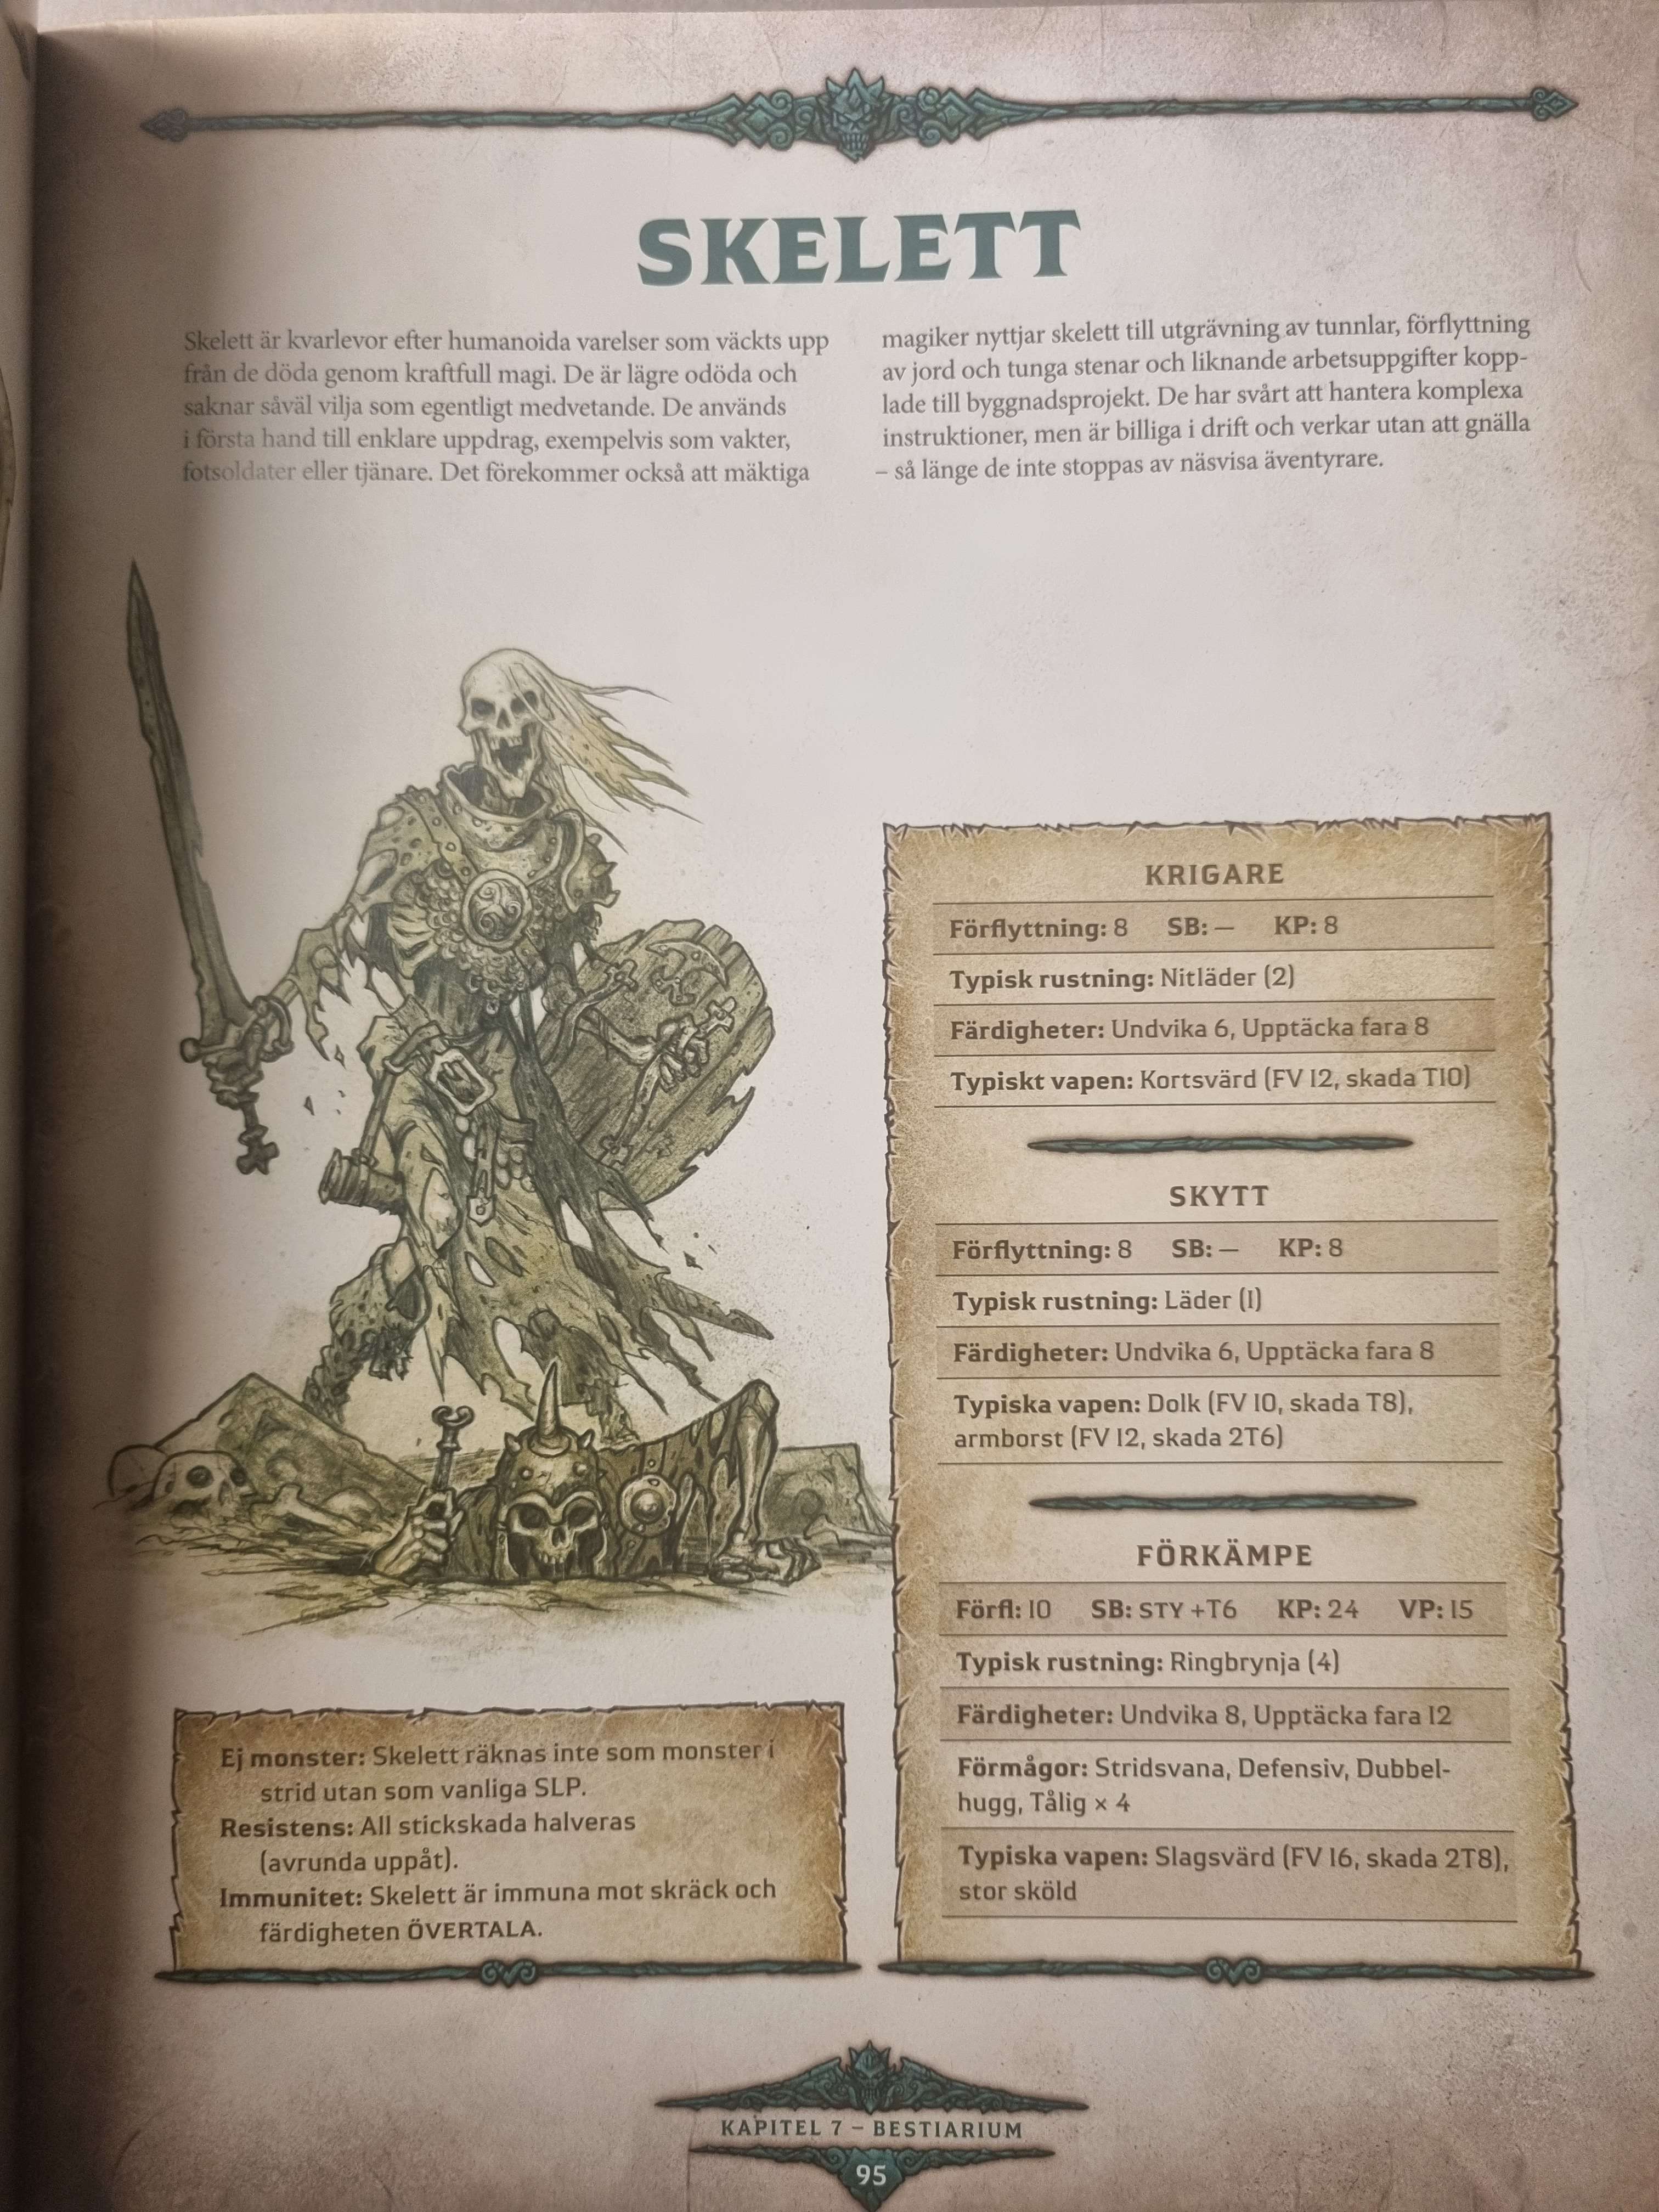 SKELETT
Skelett är kvarlevor efter humanoida varelser som väckts upp
från de döda genom kraftfull magi. De är lägre odöda och
saknar såväl vilja som egentligt medvetande. De används
i första hand till enklare uppdrag, exempelvis som vakter,
fotsoldater eller tjänare. Det förekommer också att mäktiga
magiker nyttjar skelett till utgrävning av tunnlar, förflyttning
av jord och tunga stenar och liknande arbetsuppgifter kopp-
lade till byggnadsprojekt. De har svårt att hantera komplexa
instruktioner, men är billiga i drift och verkar utan att gnälla
– så länge de inte stoppas av näsvisa äventyrare.
Ej monster: Skelett räknas inte som monster i
strid utan som vanliga SLP.
Resistens: All stickskada halveras
(avrunda uppåt).
Immunitet: Skelett är immuna mot skräck och
färdigheten ÖVERTALA.
KRIGARE
Förflyttning: 8 SB: — KP: 8
Typisk rustning: Nitläder (2)
Färdigheter: Undvika 6, Upptäcka fara 8
Typiskt vapen: Kortsvärd (FV 12, skada T10)
SKYTT
Förflyttning: 8 SB: — KP: 8
Typisk rustning: Läder (1)
Färdigheter: Undvika 6, Upptäcka fara 8
Typiska vapen: Dolk (FV 10, skada T8),
armborst (FV 12, skada 2T6)
FÖRKÄMPE
Förfl: 10 SB: STY +T6 KP: 24 VP: 15
Typisk rustning: Ringbrynja (4)
Färdigheter: Undvika 8, Upptäcka fara 12
Förmågor: Stridsvana, Defensiv, Dubbel-
hugg, Tålig × 4
Typiska vapen: Slagsvärd (FV 16, skada 2T8),
stor sköld
KAPITEL 7 – BESTIARIUM
95